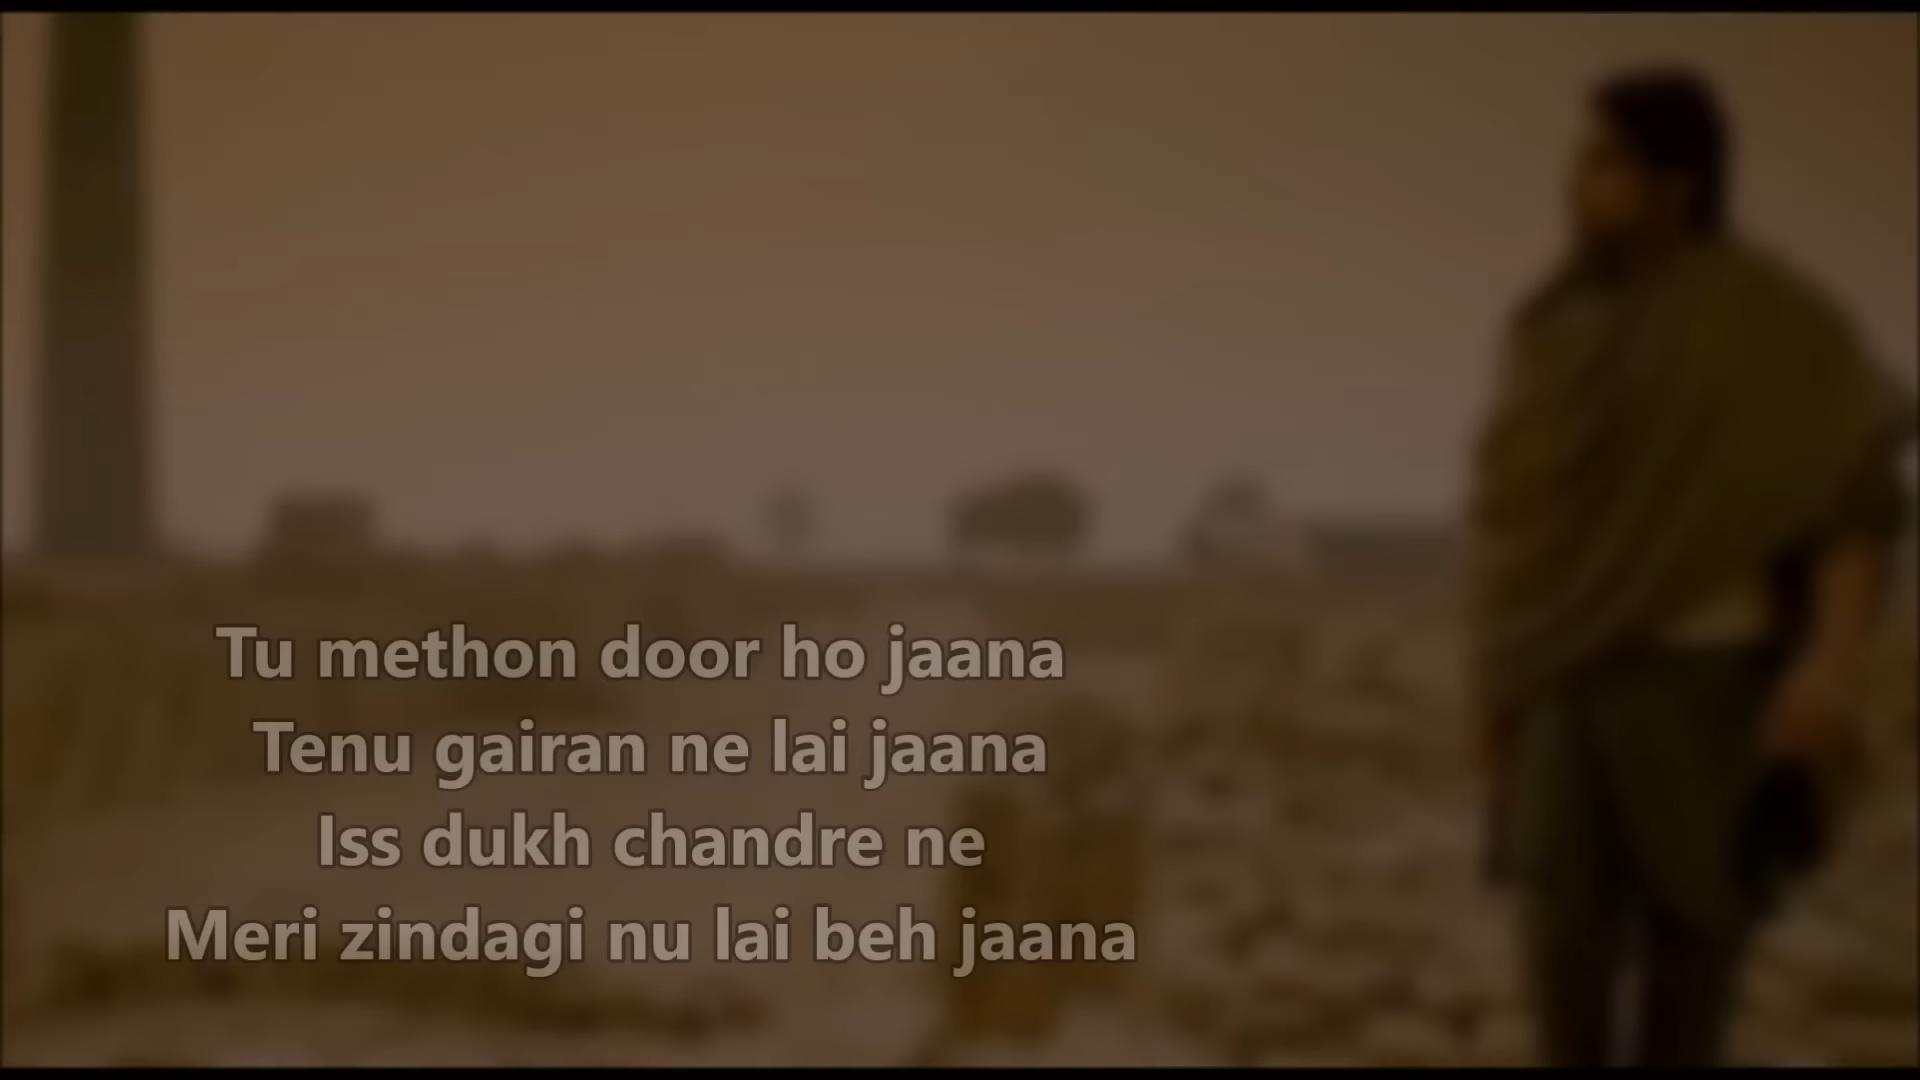 Tu methon door ho jaana
Tenu gairan ne lai jaana
Iss dukh chandre ne
Meri zindagi nu lai beh jaana